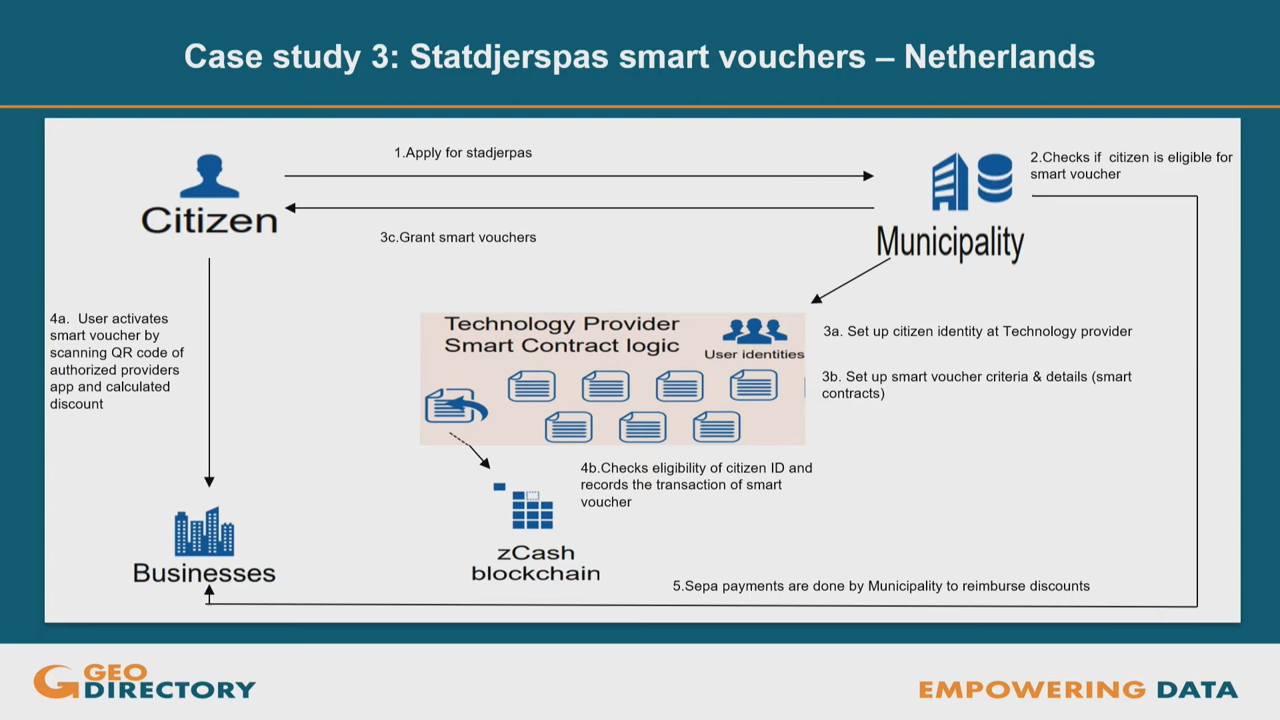 Case study 3: Statdjerspas smart vouchers – Netherlands
1.Apply for stadjerpas
2.Checks if citizen is eligible for
smart voucher
Citizen
3c.Grant smart vouchers
Municipality
4a. User activates
smart voucher by
scanning QR code of
authorized providers
app and calculated
discount
Technology Provider
Smart Contract logic
User identities
3a. Set up citizen identity at Technology provider
3b. Set up smart voucher criteria & details (smart
contracts)
4b.Checks eligibility of citizen ID and
records the transaction of smart
voucher
zCash
blockchain
Businesses
5.Sepa payments are done by Municipality to reimburse discounts
GEO
DIRECTORY
EMPOWERING DATA